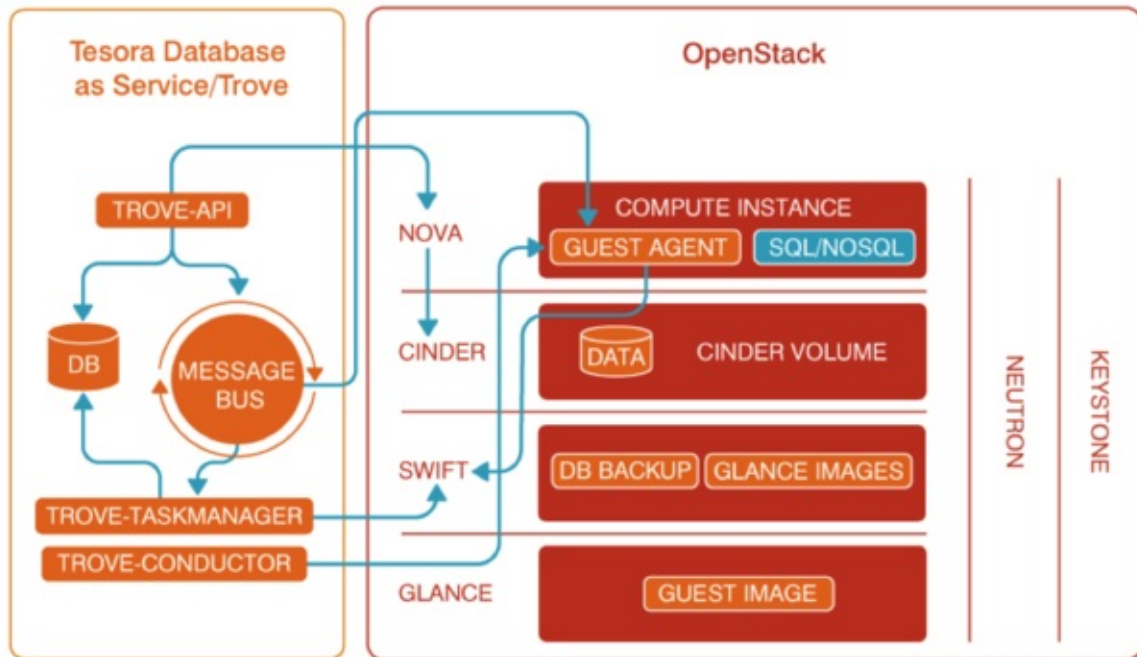 Tesora Database
as Service/Trove
OpenStack
TROVE-API
DB
MESSAGE
BUS
TROVE-TASKMANAGER
TROVE-CONDUCTOR
NOVA
COMPUTE INSTANCE
GUEST AGENT
SQL/NOSQL
CINDER
DATA
CINDER VOLUME
SWIFT
DB BACKUP
GLANCE IMAGES
GLANCE
GUEST IMAGE
NEUTRON
KEYSTONE